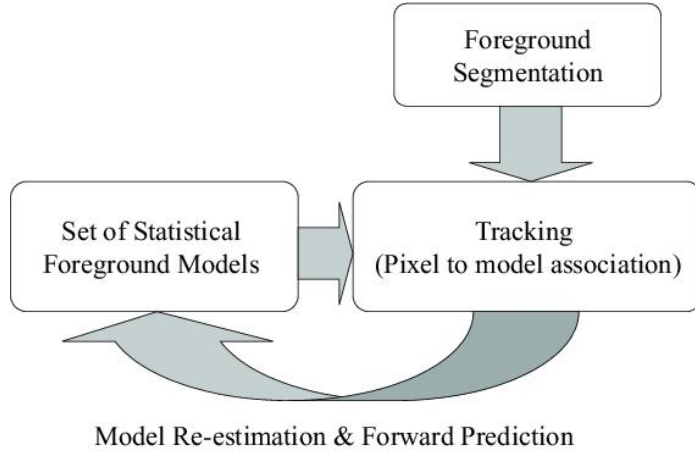 Foreground
Segmentation
Set of Statistical
Foreground Models
Tracking
(Pixel to model association)
Model Re-estimation & Forward Prediction